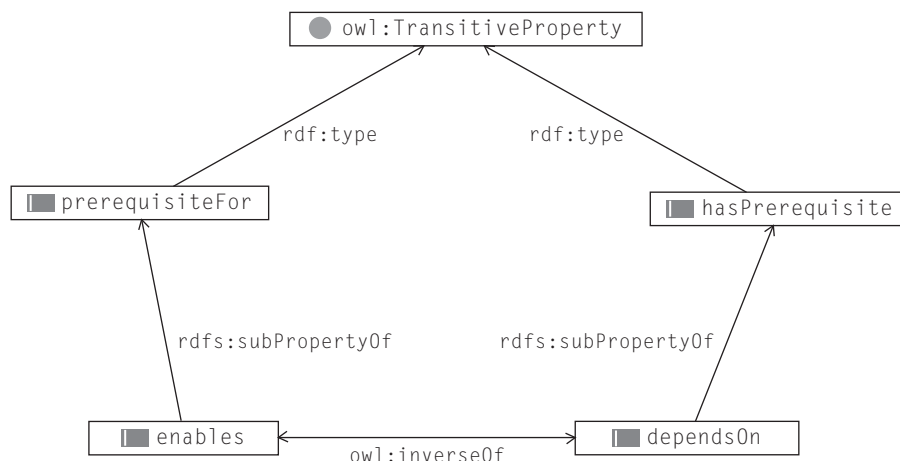 owl:TransitiveProperty
rdf:type
rdf:type
prerequisiteFor
hasPrerequisite
rdfs:subPropertyOf
rdfs:subPropertyOf
enables
dependsOn
owl:inverseOf